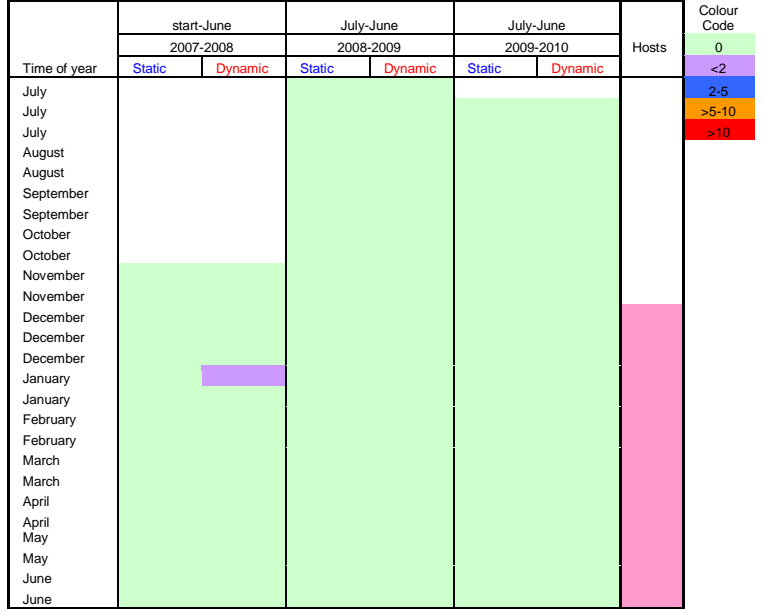 Colour
Code
start-June July-June July-June
2007-2008 2008-2009 2009-2010 Hosts 0
Time of year Static Dynamic Static Dynamic Static Dynamic <2
July 2-5
July >5-10
July >10
August
August
September
September
October
October
November
November
December
December
December
January
January
February
February
March
March
April
April
May
May
June
June